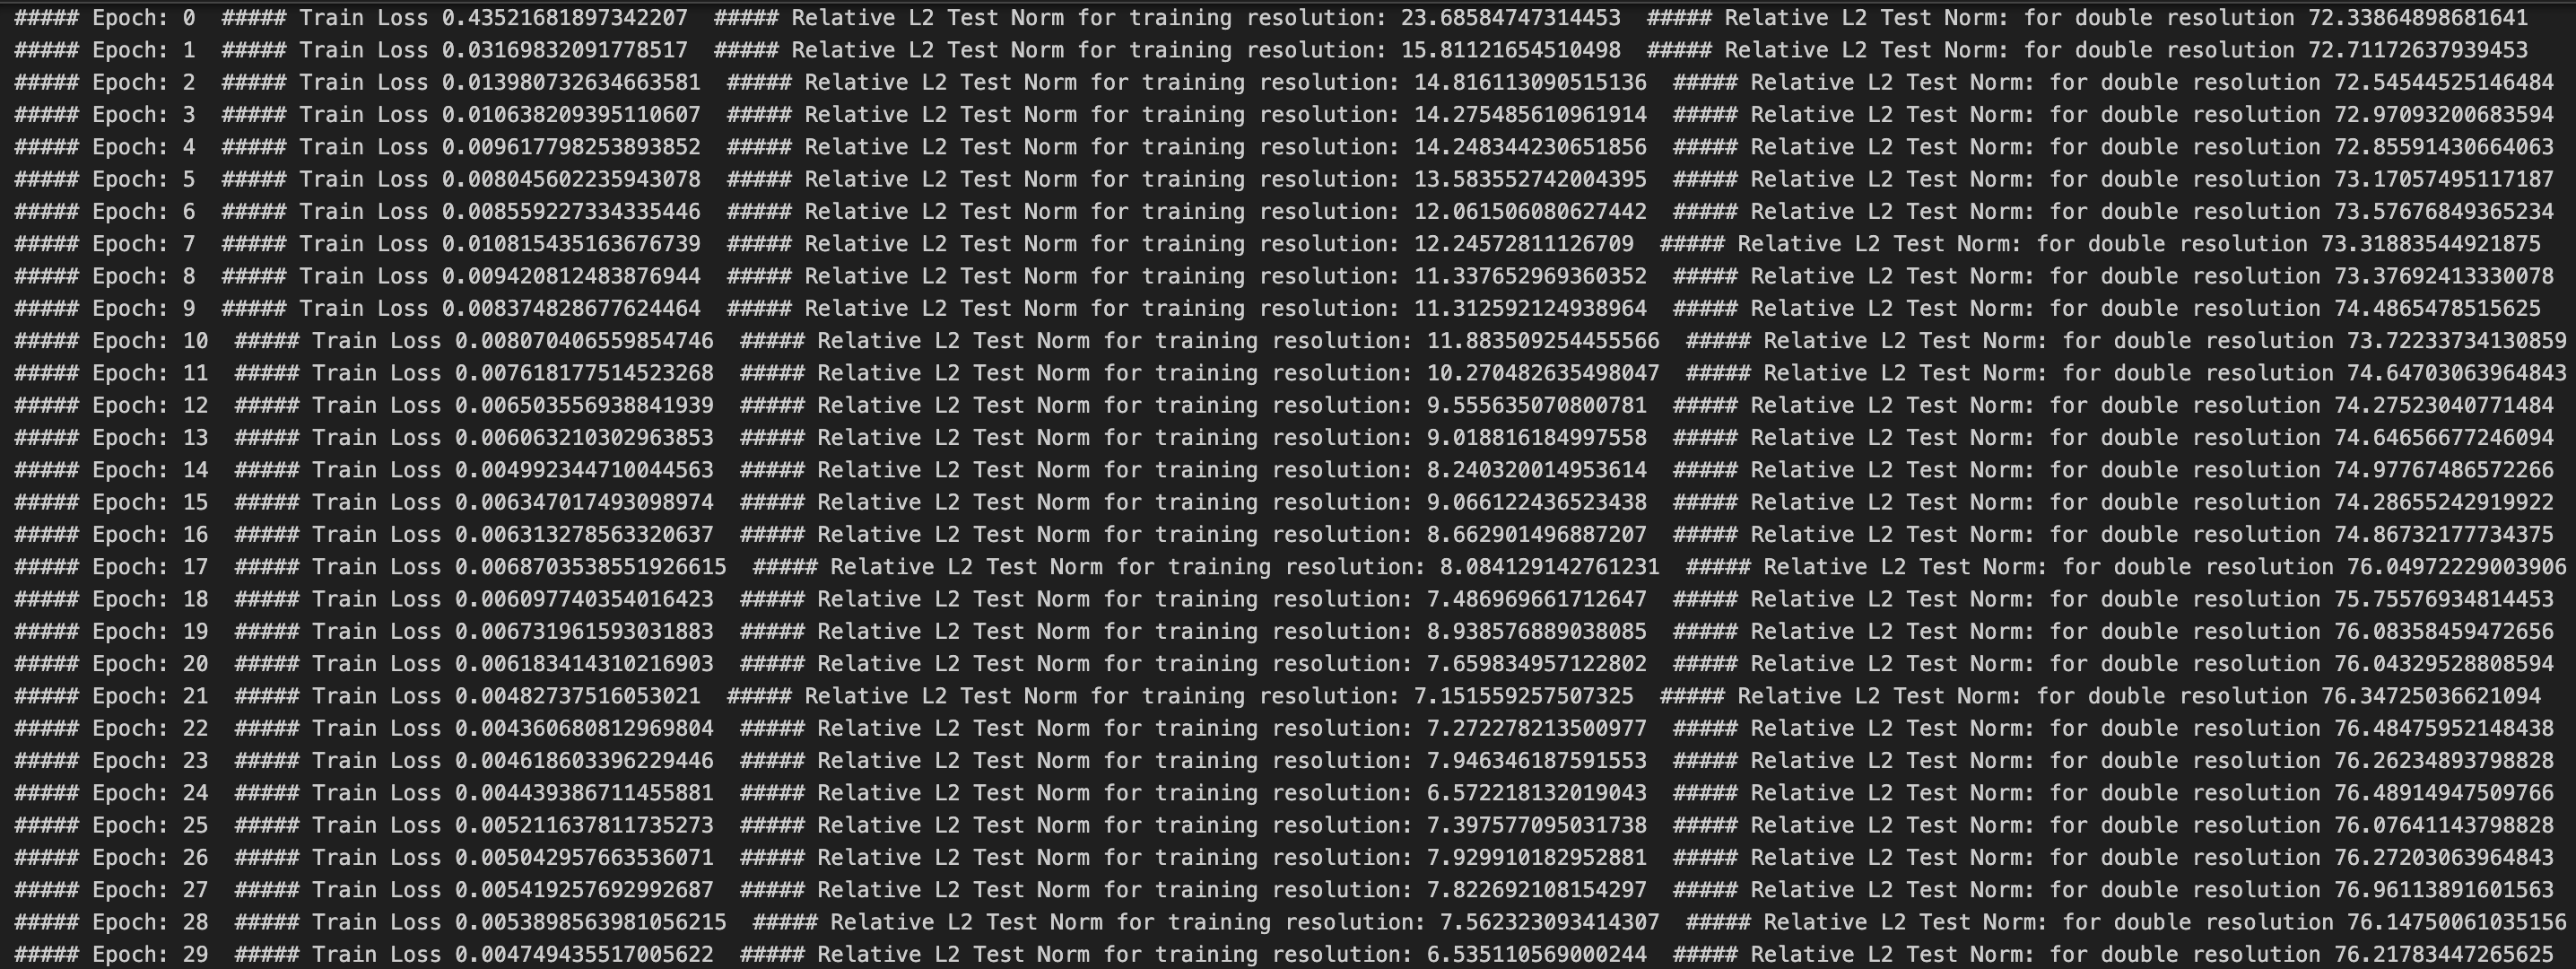 ##### Epoch: 0  ##### Train Loss 0.43521681897342207  ##### Relative L2 Test Norm for training resolution: 23.68584747314453  ##### Relative L2 Test Norm: for double resolution 72.33864898681641
##### Epoch: 1  ##### Train Loss 0.03169832091778517  ##### Relative L2 Test Norm for training resolution: 15.81121654510498  ##### Relative L2 Test Norm: for double resolution 72.71172637939453
##### Epoch: 2  ##### Train Loss 0.013980732634663581  ##### Relative L2 Test Norm for training resolution: 14.816113090515136  ##### Relative L2 Test Norm: for double resolution 72.54544525146484
##### Epoch: 3  ##### Train Loss 0.010638209395110607  ##### Relative L2 Test Norm for training resolution: 14.275485610961914  ##### Relative L2 Test Norm: for double resolution 72.97093200683594
##### Epoch: 4  ##### Train Loss 0.009617798253893852  ##### Relative L2 Test Norm for training resolution: 14.248344230651856  ##### Relative L2 Test Norm: for double resolution 72.85591430664063
##### Epoch: 5  ##### Train Loss 0.008045602235943078  ##### Relative L2 Test Norm for training resolution: 13.583552742004395  ##### Relative L2 Test Norm: for double resolution 73.17057495117187
##### Epoch: 6  ##### Train Loss 0.008559227334335446  ##### Relative L2 Test Norm for training resolution: 12.061506080627442  ##### Relative L2 Test Norm: for double resolution 73.57676849365234
##### Epoch: 7  ##### Train Loss 0.010815435163676739  ##### Relative L2 Test Norm for training resolution: 12.24572811126709  ##### Relative L2 Test Norm: for double resolution 73.31883544921875
##### Epoch: 8  ##### Train Loss 0.009420812483876944  ##### Relative L2 Test Norm for training resolution: 11.337652969360352  ##### Relative L2 Test Norm: for double resolution 73.37692413330078
##### Epoch: 9  ##### Train Loss 0.008374828677624464  ##### Relative L2 Test Norm for training resolution: 11.312592124938964  ##### Relative L2 Test Norm: for double resolution 74.4865478515625
##### Epoch: 10  ##### Train Loss 0.008070406559854746  ##### Relative L2 Test Norm for training resolution: 11.883509254455566  ##### Relative L2 Test Norm: for double resolution 73.72233734130859
##### Epoch: 11  ##### Train Loss 0.007618177514523268  ##### Relative L2 Test Norm for training resolution: 10.270482635498047  ##### Relative L2 Test Norm: for double resolution 74.64703063964843
##### Epoch: 12  ##### Train Loss 0.006503556938841939  ##### Relative L2 Test Norm for training resolution: 9.555635070800781  ##### Relative L2 Test Norm: for double resolution 74.27523040771484
##### Epoch: 13  ##### Train Loss 0.006063210302963853  ##### Relative L2 Test Norm for training resolution: 9.018816184997558  ##### Relative L2 Test Norm: for double resolution 74.64656677246094
##### Epoch: 14  ##### Train Loss 0.004992344710044563  ##### Relative L2 Test Norm for training resolution: 8.240320014953614  ##### Relative L2 Test Norm: for double resolution 74.97767486572266
##### Epoch: 15  ##### Train Loss 0.006347017493098974  ##### Relative L2 Test Norm for training resolution: 9.066122436523438  ##### Relative L2 Test Norm: for double resolution 74.28655242919922
##### Epoch: 16  ##### Train Loss 0.006313278563320637  ##### Relative L2 Test Norm for training resolution: 8.662901496887207  ##### Relative L2 Test Norm: for double resolution 74.86732177734375
##### Epoch: 17  ##### Train Loss 0.0068703538551926615  ##### Relative L2 Test Norm for training resolution: 8.084129142761231  ##### Relative L2 Test Norm: for double resolution 76.04972229003906
##### Epoch: 18  ##### Train Loss 0.006097740354016423  ##### Relative L2 Test Norm for training resolution: 7.486969661712647  ##### Relative L2 Test Norm: for double resolution 75.75576934814453
##### Epoch: 19  ##### Train Loss 0.006731961593031883  ##### Relative L2 Test Norm for training resolution: 8.938576889038085  ##### Relative L2 Test Norm: for double resolution 76.08358459472656
##### Epoch: 20  ##### Train Loss 0.006183414310216903  ##### Relative L2 Test Norm for training resolution: 7.659834957122802  ##### Relative L2 Test Norm: for double resolution 76.04329528808594
##### Epoch: 21  ##### Train Loss 0.00482737516053021  ##### Relative L2 Test Norm for training resolution: 7.151559257507325  ##### Relative L2 Test Norm: for double resolution 76.34725036621094
##### Epoch: 22  ##### Train Loss 0.004360680812969804  ##### Relative L2 Test Norm for training resolution: 7.272278213500977  ##### Relative L2 Test Norm: for double resolution 76.48475952148438
##### Epoch: 23  ##### Train Loss 0.004618603396229446  ##### Relative L2 Test Norm for training resolution: 7.946346187591553  ##### Relative L2 Test Norm: for double resolution 76.26234893798828
##### Epoch: 24  ##### Train Loss 0.004439386711455881  ##### Relative L2 Test Norm for training resolution: 6.572218132019043  ##### Relative L2 Test Norm: for double resolution 76.48914947509766
##### Epoch: 25  ##### Train Loss 0.005211637811735273  ##### Relative L2 Test Norm for training resolution: 7.397577095031738  ##### Relative L2 Test Norm: for double resolution 76.07641143798828
##### Epoch: 26  ##### Train Loss 0.005042957663536071  ##### Relative L2 Test Norm for training resolution: 7.929910182952881  ##### Relative L2 Test Norm: for double resolution 76.27203063964843
##### Epoch: 27  ##### Train Loss 0.005419257692992687  ##### Relative L2 Test Norm for training resolution: 7.822692108154297  ##### Relative L2 Test Norm: for double resolution 76.96113891601563
##### Epoch: 28  ##### Train Loss 0.0053898563981056215  ##### Relative L2 Test Norm for training resolution: 7.562323093414307  ##### Relative L2 Test Norm: for double resolution 76.14750061035156
##### Epoch: 29  ##### Train Loss 0.004749435517005622  ##### Relative L2 Test Norm for training resolution: 6.535110569000244  ##### Relative L2 Test Norm: for double resolution 76.21783447265625